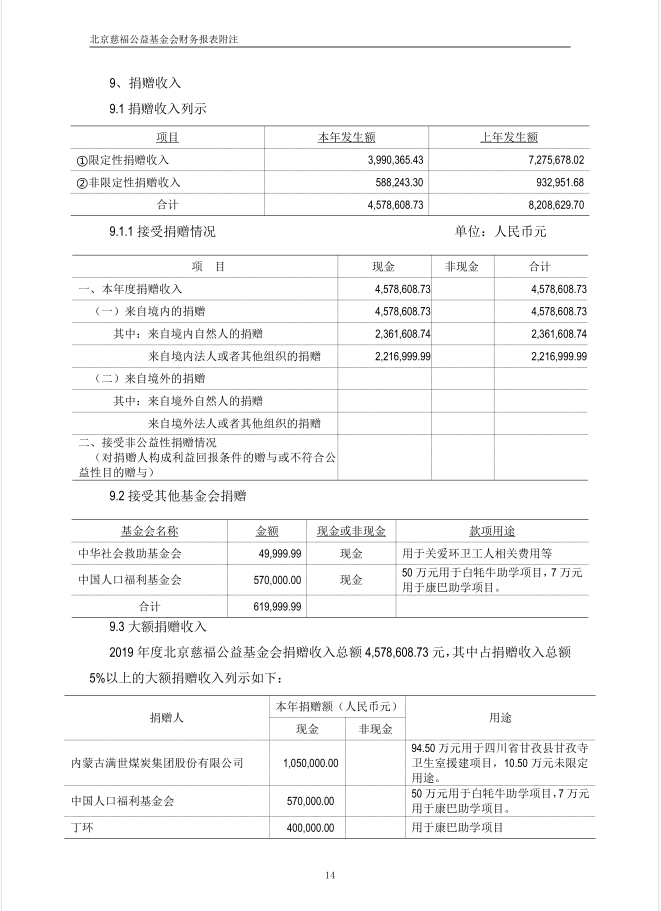 北京慈福公益基金会财务报表附注
9、捐赠收入
9.1 捐赠收入列示
项目 本年发生额 上年发生额
①限定性捐赠收入 3,990,365.43 7,275,678.02
②非限定性捐赠收入 588,243.30 932,951.68
合计 4,578,608.73 8,208,629.70
9.1.1 接受捐赠情况 单位：人民币元
项 目 现金 非现金 合计
一、本年度捐赠收入 4,578,608.73 4,578,608.73
（一）来自境内的捐赠 4,578,608.73 4,578,608.73
其中：来自境内自然人的捐赠 2,361,608.74 2,361,608.74
来自境内法人或者其他组织的捐赠 2,216,999.99 2,216,999.99
（二）来自境外的捐赠
其中：来自境外自然人的捐赠
来自境外法人或者其他组织的捐赠
二、接受非公益性捐赠情况
（对捐赠人构成利益回报条件的赠与或不符合公
益性目的赠与）
9.2 接受其他基金会捐赠
基金会名称 金额 现金或非现金 款项用途
中华社会救助基金会 49,999.99 现金 用于关爱环卫工人相关费用等
中国人口福利基金会 570,000.00 现金 50 万元用于白牦牛助学项目，7 万元
用于康巴助学项目。
合计 619,999.99
9.3 大额捐赠收入
2019 年度北京慈福公益基金会捐赠收入总额 4,578,608.73 元，其中占捐赠收入总额
5%以上的大额捐赠收入列示如下：
捐赠人 本年捐赠额（人民币元） 用途
现金 非现金
内蒙古满世煤炭集团股份有限公司 1,050,000.00 94.50 万元用于四川省甘孜县甘孜寺
卫生室援建项目，10.50 万元未限定
用途。
中国人口福利基金会 570,000.00 50 万元用于白牦牛助学项目，7 万元
用于康巴助学项目。
丁环 400,000.00 用于康巴助学项目
14